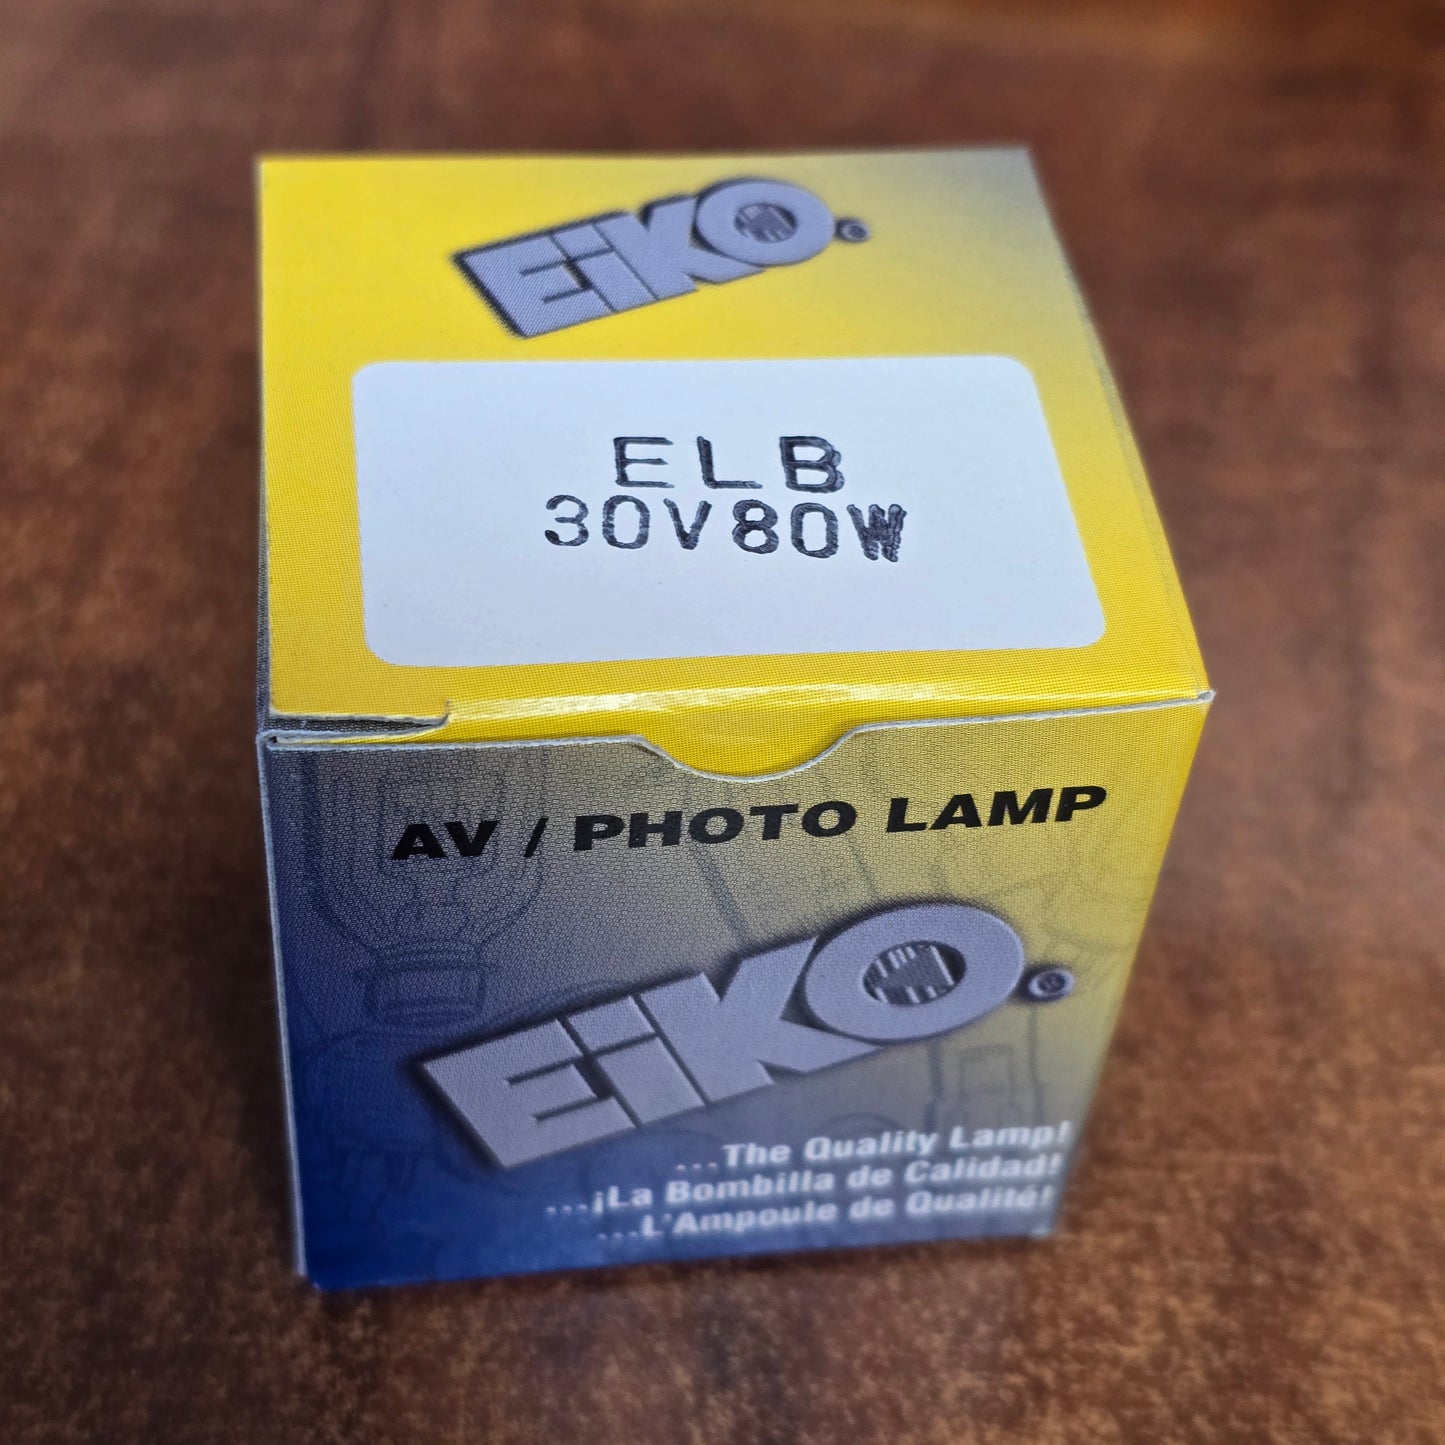 EiKO®
ELB
30V80W
AV / PHOTO LAMP
EiKO®
...The Quality Lamp!
...¡La Bombilla de Calidad!
...L'Ampoule de Qualité!